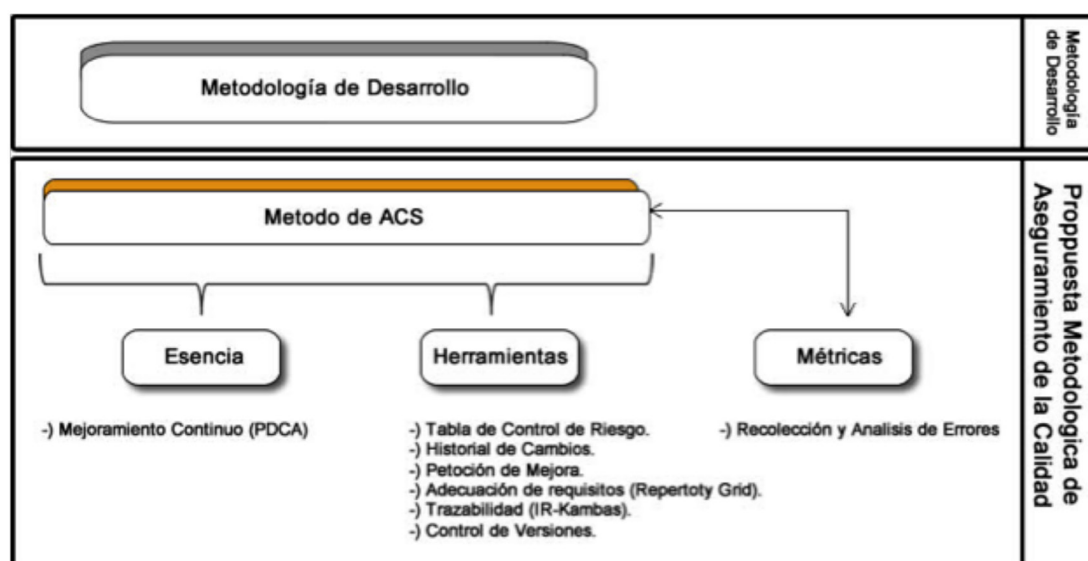 Metodología de Desarrollo
Metodología
de Desarrollo
Metodo de ACS
Esencia
Herramientas
Métricas
-) Mejoramiento Continuo (PDCA)
-) Tabla de Control de Riesgo.
-) Historial de Cambios.
-) Petoción de Mejora.
-) Adecuación de requisitos (Repertoty Grid).
-) Trazabilidad (IR-Kambas).
-) Control de Versiones.
-) Recolección y Analisis de Errores
Proppuesta Metodologica de
Aseguramiento de la Calidad